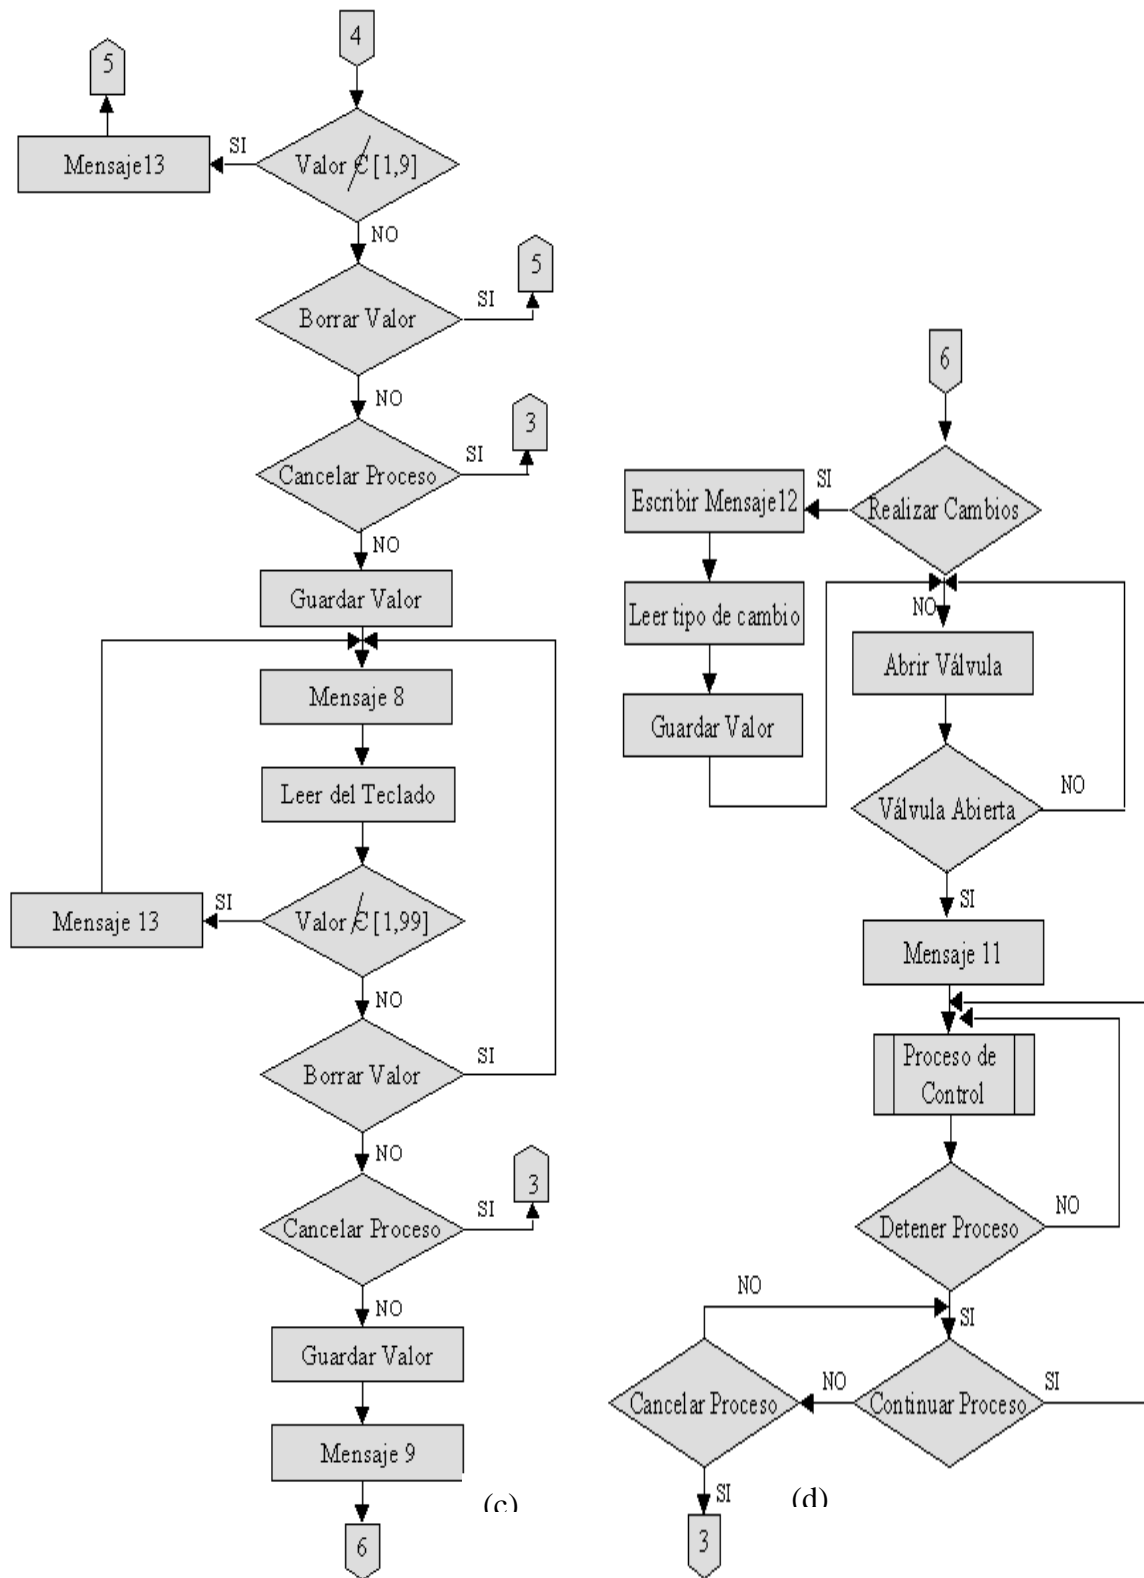 4
5
Mensaje13
SI
Valor ∉ [1,9]
NO
5
Borrar Valor
SI
NO
3
Cancelar Proceso
SI
NO
Guardar Valor
Mensaje 8
Leer del Teclado
Mensaje 13
SI
Valor ∉ [1,99]
NO
Borrar Valor
SI
NO
3
Cancelar Proceso
SI
NO
Guardar Valor
Mensaje 9
6
(c)
6
Realizar Cambios
SI
Escribir Mensaje12
Leer tipo de cambio
Guardar Valor
NO
Abrir Válvula
Válvula Abierta
NO
SI
Mensaje 11
Proceso de
Control
Detener Proceso
NO
SI
NO
Cancelar Proceso
NO
Continuar Proceso
SI
SI
3
(d)